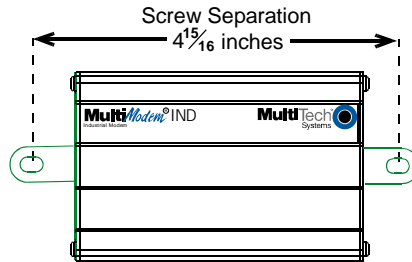 Screw Separation
4 15/16 inches
MultiModem® IND
Industrial Modem
MultiTech
Systems